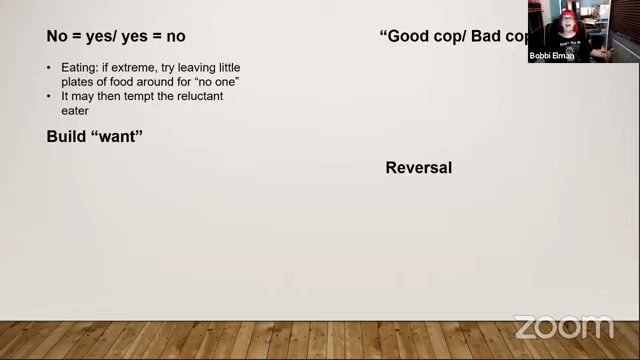 No = yes/ yes = no
• Eating: if extreme, try leaving little
plates of food around for “no one”
• It may then tempt the reluctant
eater
Build “want”
“Good cop/ Bad cop
Reversal
Bobbi Elman
zoom